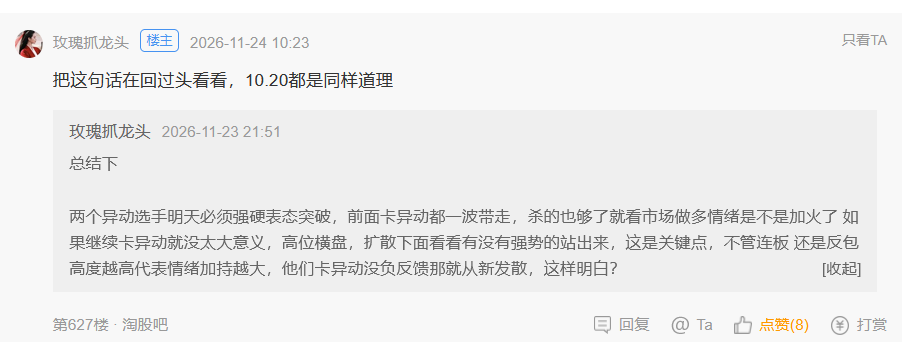 玫瑰抓龙头 楼主 2026-11-24 10:23 只看TA
把这句话在回过头看看，10.20都是同样道理
玫瑰抓龙头 2026-11-23 21:51
总结下
两个异动选手明天必须强硬表态突破，前面卡异动都一波带走，杀的也够了就看市场做多情绪是不是加火了 如
果继续卡异动就没太大意义，高位横盘，扩散下面看看有没有强势的站出来，这是关键点，不管连板 还是反包
高度越高代表情绪加持越大，他们卡异动没负反馈那就从新发散，这样明白？ [收起]
第627楼 · 淘股吧 回复 @ Ta 点赞(8) 打赏